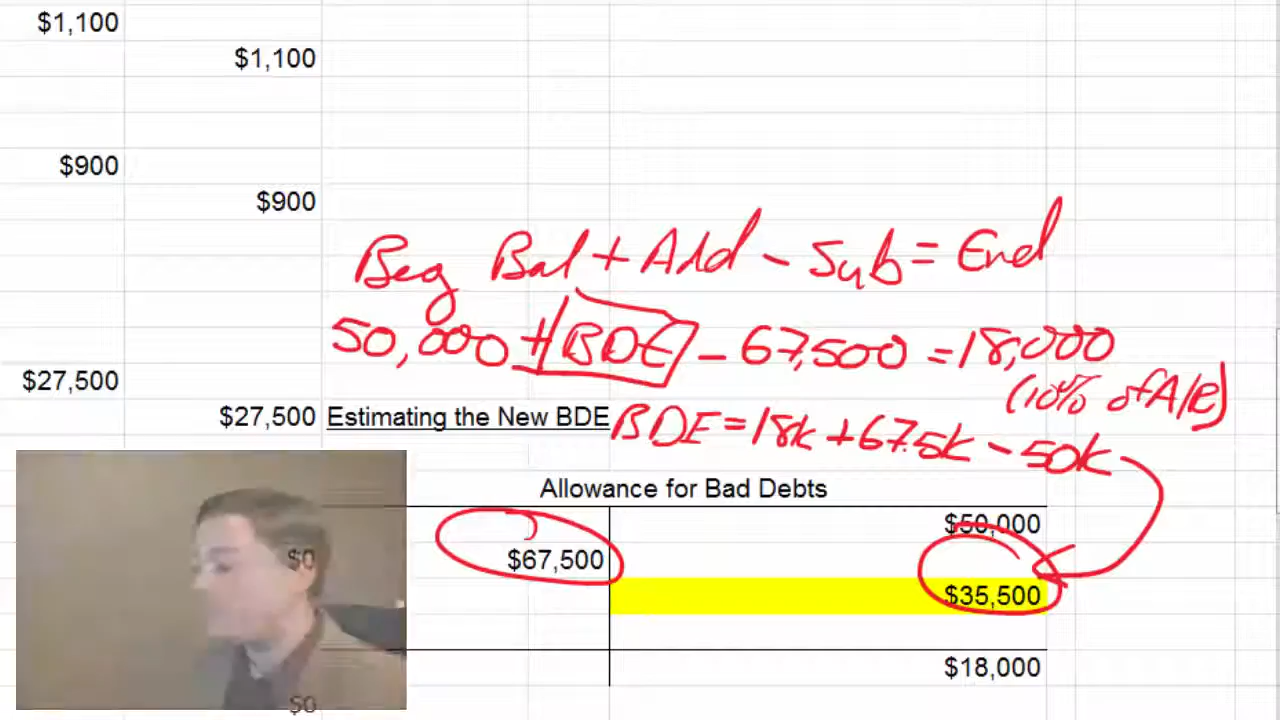 $1,100
$1,100
$900
$900
Beg Bal + Add - Sub = End
50,000 + BDE - 67,500 = 18,000
(10% of A/R)
$27,500
$27,500 Estimating the New BDE
BDE = 18k + 67.5k - 50k
Allowance for Bad Debts
$50,000
$0 $67,500
$35,500
$18,000
$0